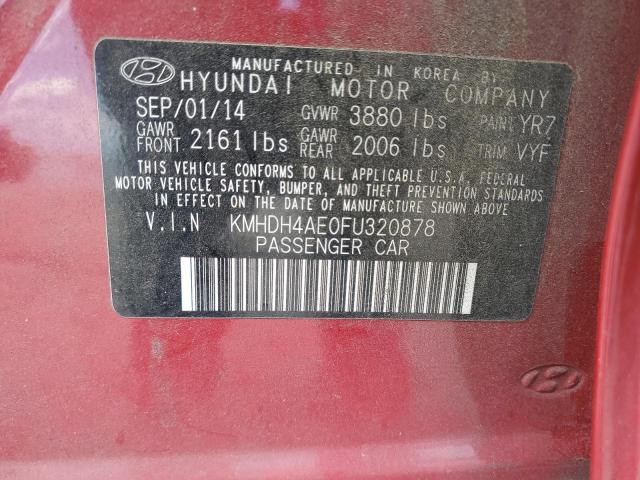 MANUFACTURED IN KOREA BY
HYUNDAI MOTOR COMPANY
SEP/01/14 GVWR 3880 lbs PAINT YR7
GAWR FRONT 2161 lbs GAWR REAR 2006 lbs TRIM VYF
THIS VEHICLE CONFORMS TO ALL APPLICABLE U.S.A. FEDERAL
MOTOR VEHICLE SAFETY, BUMPER, AND THEFT PREVENTION STANDARDS
IN EFFECT ON THE DATE OF MANUFACTURE SHOWN ABOVE
V.I.N KMHDH4AE0FU320878
PASSENGER CAR